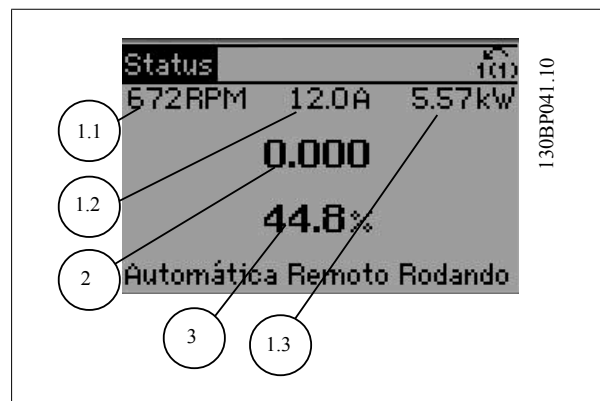 Status 1(1)
672RPM 12.0A 5.57kW
0.000
44.8%
Automática Remoto Rodando
1.1
1.2
2
3
1.3
130BP041.10